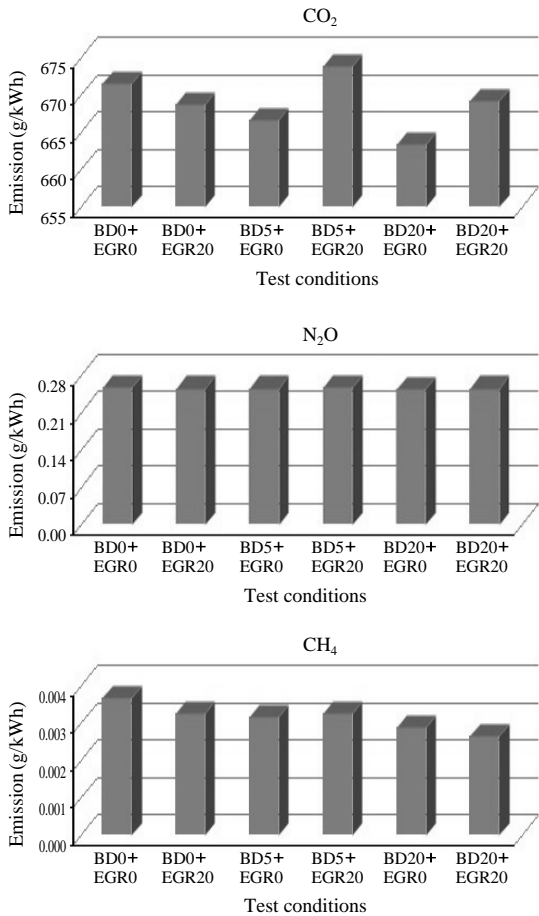 CO₂
Emission (g/kWh)
675
670
665
660
655
BD0+ BD0+ BD5+ BD5+ BD20+ BD20+
EGR0 EGR20 EGR0 EGR20 EGR0 EGR20
Test conditions
N₂O
Emission (g/kWh)
0.28
0.21
0.14
0.07
0.00
BD0+ BD0+ BD5+ BD5+ BD20+ BD20+
EGR0 EGR20 EGR0 EGR20 EGR0 EGR20
Test conditions
CH₄
Emission (g/kWh)
0.004
0.003
0.002
0.001
0.000
BD0+ BD0+ BD5+ BD5+ BD20+ BD20+
EGR0 EGR20 EGR0 EGR20 EGR0 EGR20
Test conditions